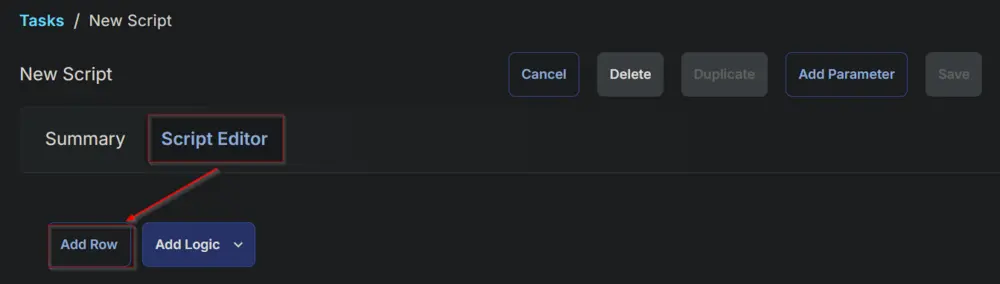 Tasks / New Script
New Script
Cancel
Delete
Duplicate
Add Parameter
Save
Summary
Script Editor
Add Row
Add Logic